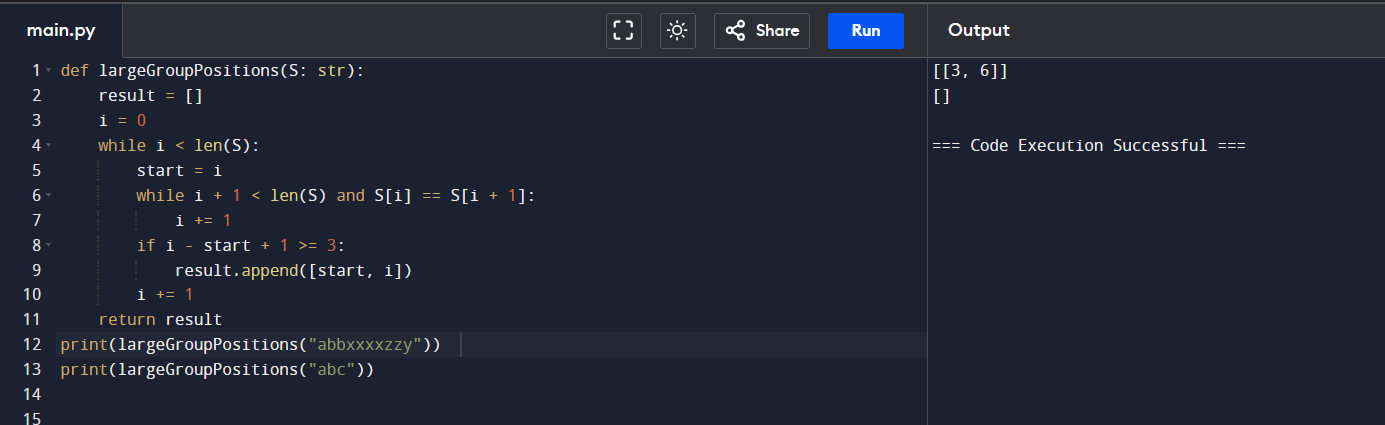 main.py
Share
Run
Output
1 def largeGroupPositions(S: str):
2     result = []
3     i = 0
4     while i < len(S):
5         start = i
6         while i + 1 < len(S) and S[i] == S[i + 1]:
7             i += 1
8         if i - start + 1 >= 3:
9             result.append([start, i])
10         i += 1
11     return result
12 print(largeGroupPositions("abbxxxxzzy"))
13 print(largeGroupPositions("abc"))
14
15
[[3, 6]]
[]
=== Code Execution Successful ===